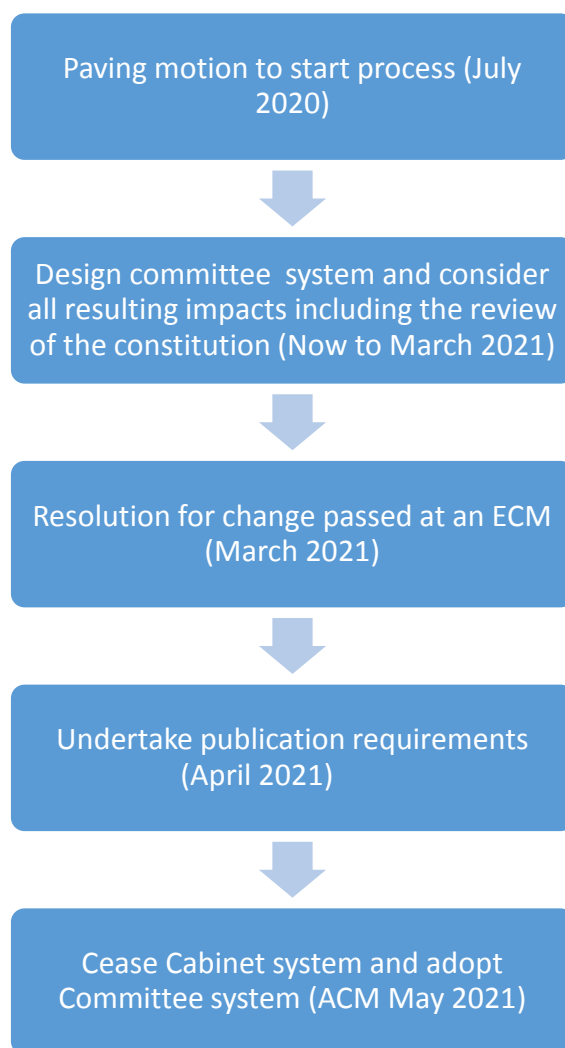 Paving motion to start process (July
2020)
Design committee  system and consider
all resulting impacts including the review
of the constitution (Now to March 2021)
Resolution for change passed at an ECM
(March 2021)
Undertake publication requirements
(April 2021)
Cease Cabinet system and adopt
Committee system (ACM May 2021)